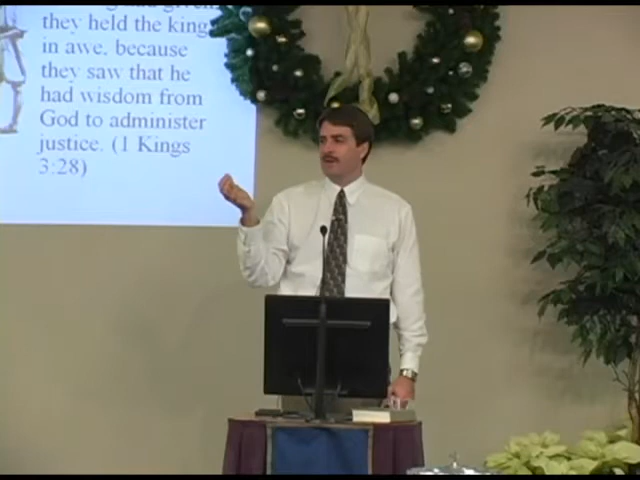 they held the king
in awe, because
they saw that he
had wisdom from
God to administer
justice. (1 Kings
3:28)